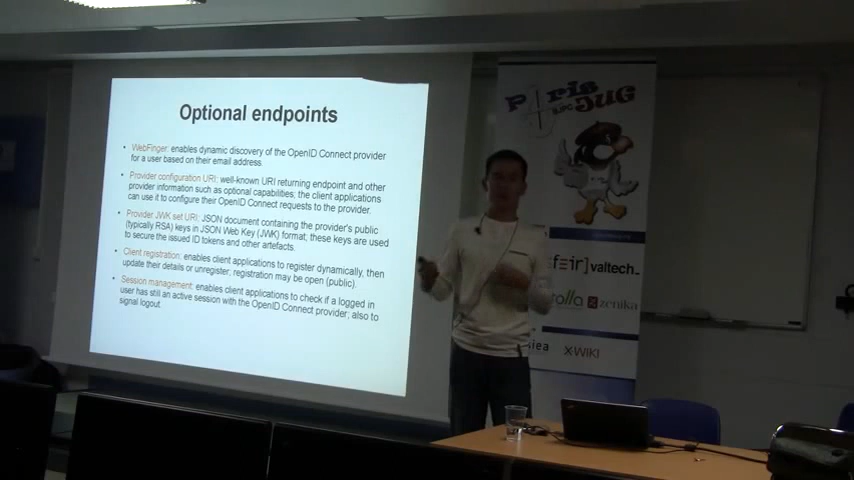 Optional endpoints
• WebFinger: enables dynamic discovery of the OpenID Connect provider
for a user based on their email address.
• Provider configuration URI: well-known URI returning endpoint and other
provider information such as optional capabilities; the client applications
can use it to configure their OpenID Connect requests to the provider.
• Provider JWK set URI: JSON document containing the provider's public
(typically RSA) keys in JSON Web Key (JWK) format; these keys are used
to secure the issued ID tokens and other artefacts.
• Client registration: enables client applications to register dynamically, then
update their details or unregister; registration may be open (public).
• Session management: enables client applications to check if a logged in
user has still an active session with the OpenID Connect provider; also to
signal logout.
Paris
JUG
valtech_
zenika
XWIKI